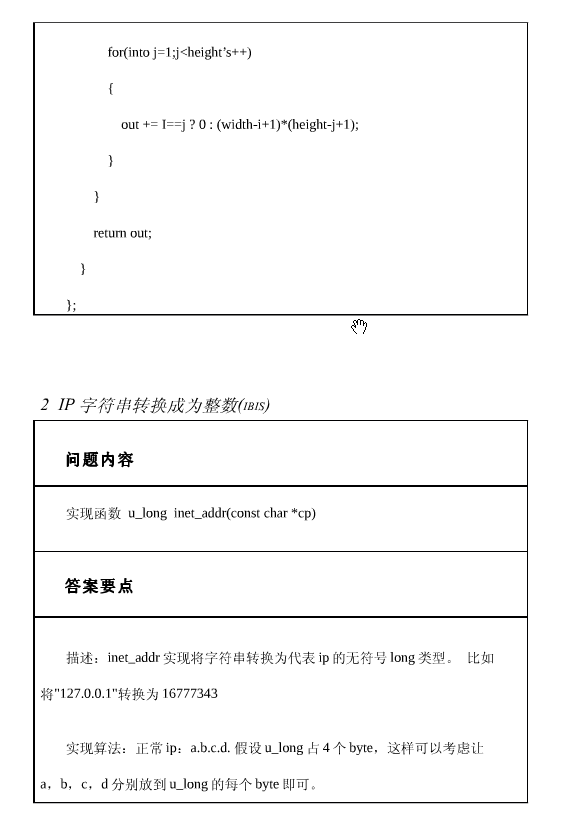 for(into j=1;j<height’s++)
{
out += I==j ? 0 : (width-i+1)*(height-j+1);
}
}
return out;
}
};
2 IP 字符串转换成为整数(IBIS)
问题内容
实现函数 u_long inet_addr(const char *cp)
答案要点
描述：inet_addr 实现将字符串转换为代表 ip 的无符号 long 类型。 比如
将"127.0.0.1"转换为 16777343
实现算法：正常 ip：a.b.c.d. 假设 u_long 占 4 个 byte，这样可以考虑让
a，b，c，d 分别放到 u_long 的每个 byte 即可。